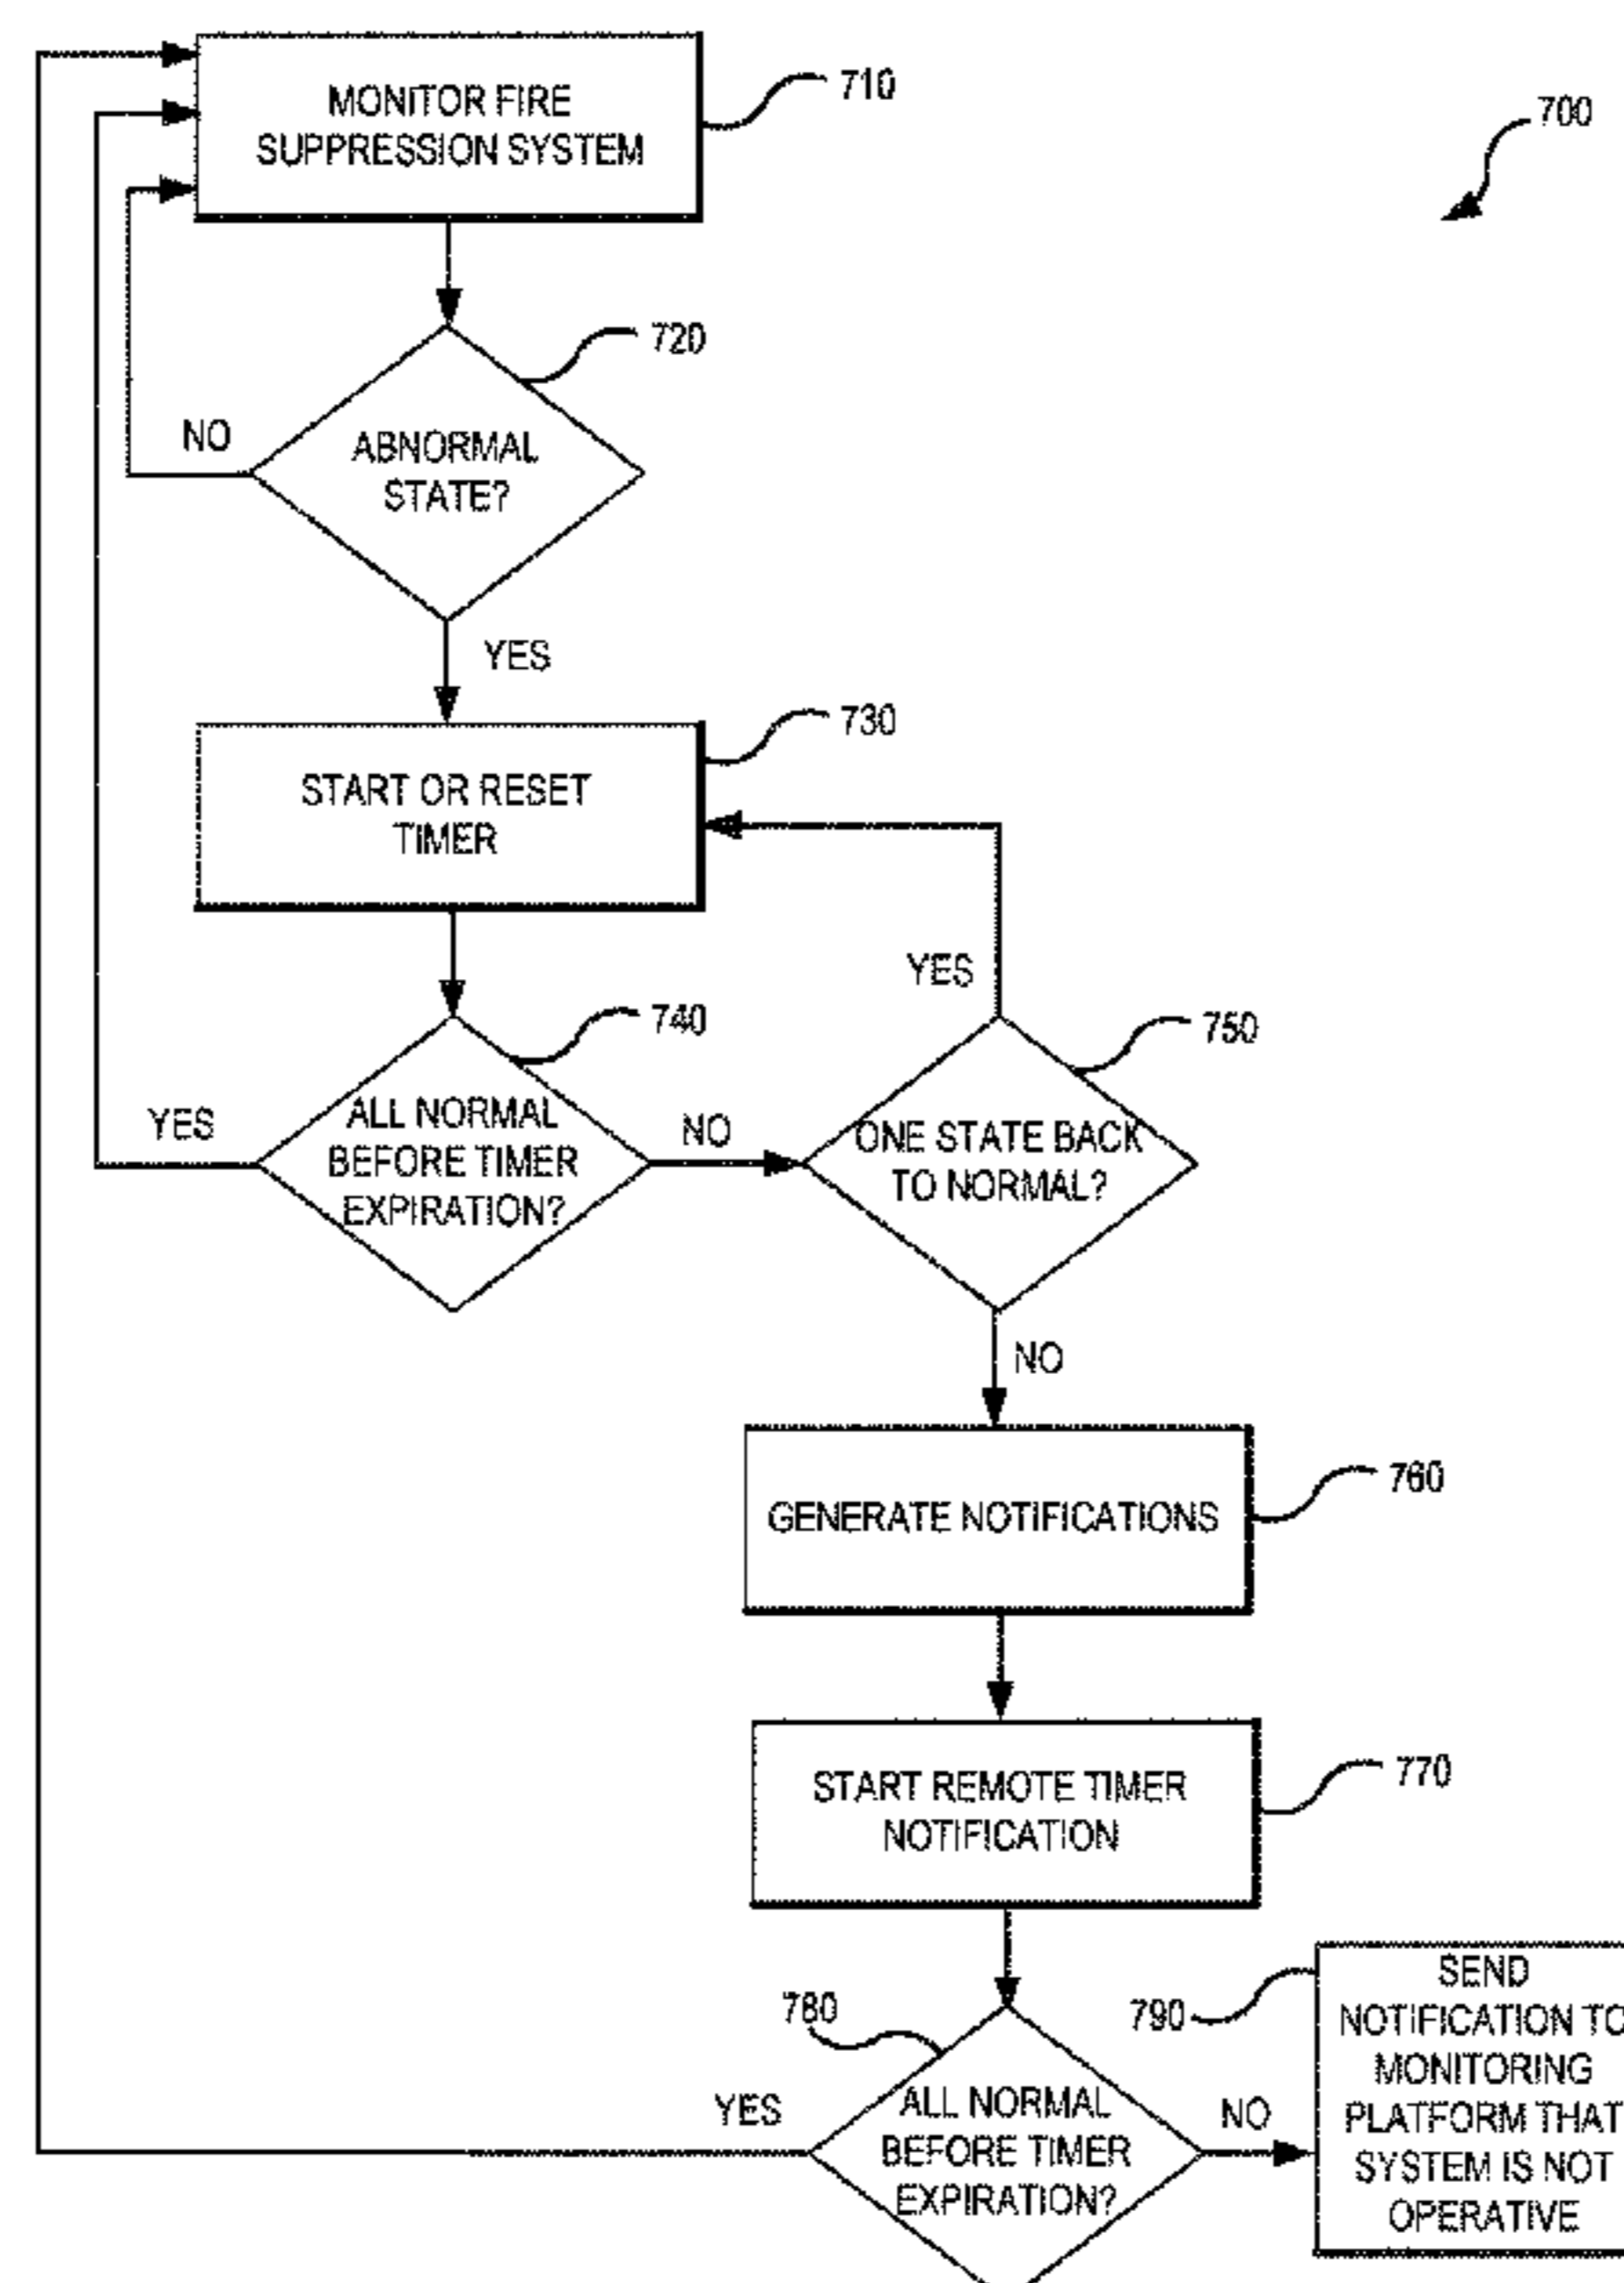 MONITOR FIRE
SUPPRESSION SYSTEM
710
700
720
ABNORMAL
STATE?
NO
YES
730
START OR RESET
TIMER
740
ALL NORMAL
BEFORE TIMER
EXPIRATION?
YES
NO
YES
750
ONE STATE BACK
TO NORMAL?
NO
760
GENERATE NOTIFICATIONS
770
START REMOTE TIMER
NOTIFICATION
780
ALL NORMAL
BEFORE TIMER
EXPIRATION?
YES
NO
790
SEND
NOTIFICATION TO
MONITORING
PLATFORM THAT
SYSTEM IS NOT
OPERATIVE